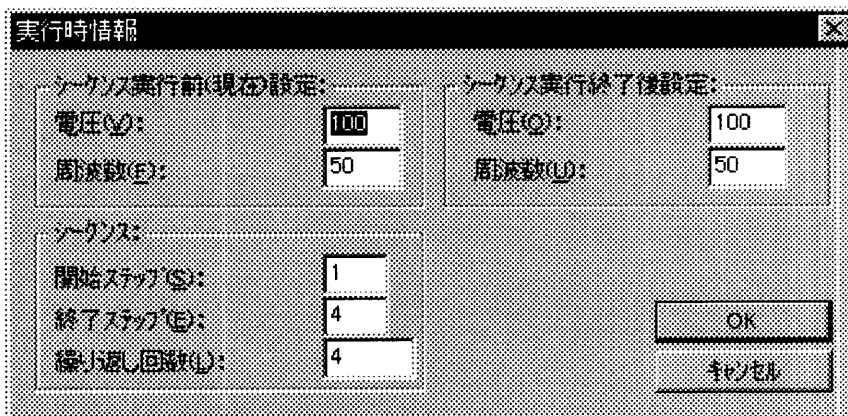 実行時情報
シーケンス実行前(現在)設定:
電圧(V): 100
周波数(F): 50
シーケンス実行終了後設定:
電圧(O): 100
周波数(U): 50
シーケンス:
開始ステップ(S): 1
終了ステップ(E): 4
繰り返し回数(L): 4
OK
キャンセル